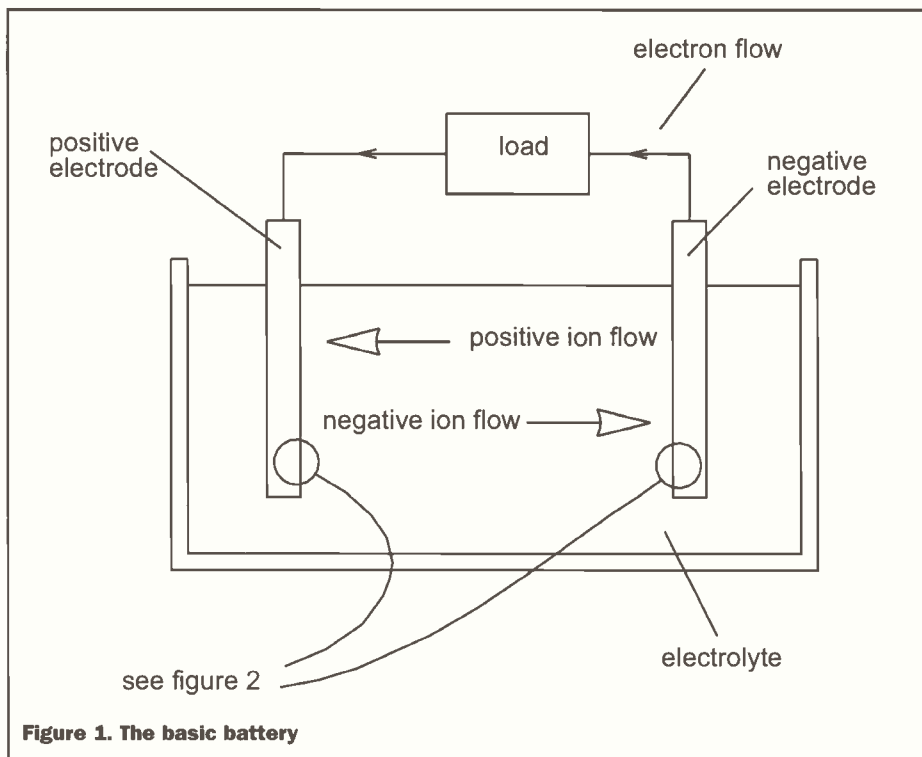 electron flow
load
positive
electrode
negative
electrode
positive ion flow
negative ion flow
electrolyte
see figure 2
Figure 1. The basic battery